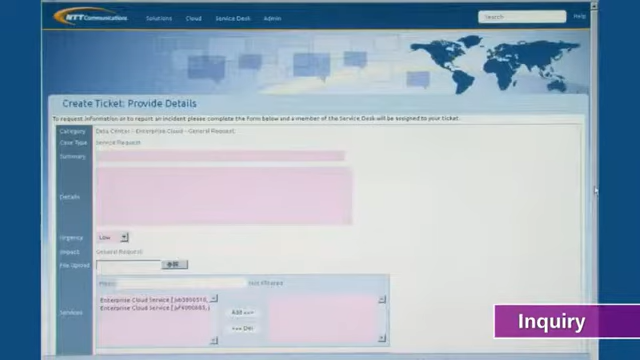 NTT Communications
Solutions Cloud Service Desk Admin
Search
Help
Create Ticket: Provide Details
To request information or to report an incident please complete the form below and a member of the Service Desk will be assigned to your ticket.
Category Data Center - Enterprise Cloud - General Request
Case Type Service Request
Summary
Details
Urgency Low
Impact General Request
File Upload
Services
Enterprise Cloud Service
Enterprise Cloud Service
Add
Del
Inquiry